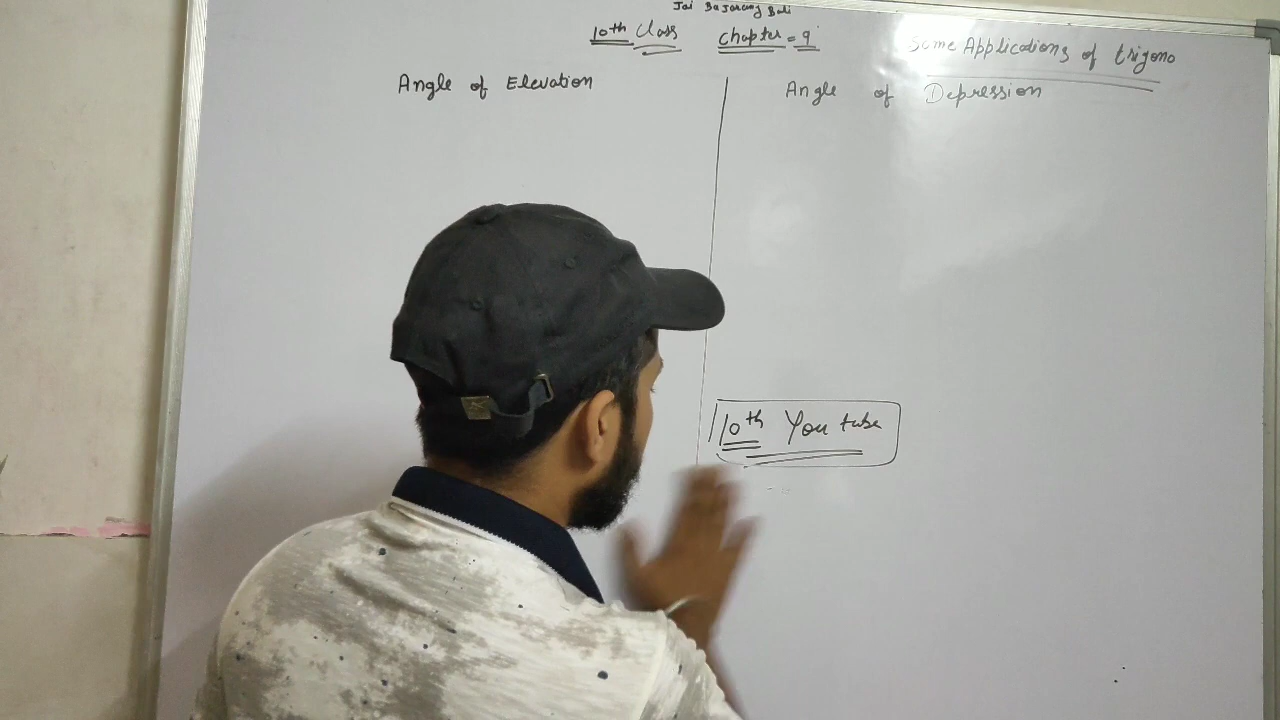 Jai Bajarang Bali
10th Class chapter = 9 Some Applications of trigono
Angle of Elevation
Angle of Depression
10th You tube